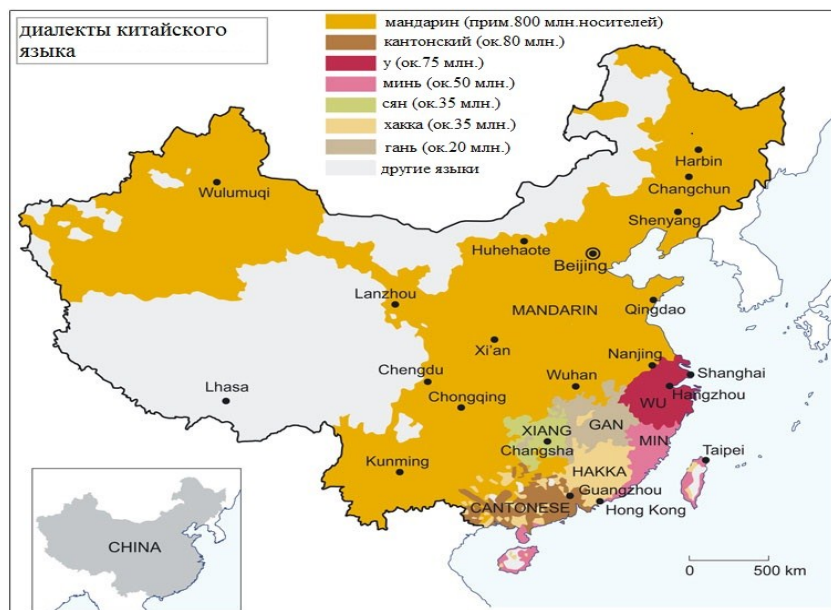 диалекты китайского
языка
мандарин (прим.800 млн.носителей)
кантонский (ок.80 млн.)
у (ок.75 млн.)
минь (ок.50 млн.)
сян (ок.35 млн.)
хакка (ок.35 млн.)
гань (ок.20 млн.)
другие языки
Harbin
Changchun
Wulumuqi
Shenyang
Huhehaote
Beijing
Lanzhou
MANDARIN
Qingdao
Xi'an
Nanjing
Chengdu
Wuhan
Shanghai
Lhasa
Chongqing
WU
Hangzhou
XIANG
GAN
Changsha
MIN
Taipei
Kunming
HAKKA
Guangzhou
CANTONESE
Hong Kong
CHINA
0 500 km